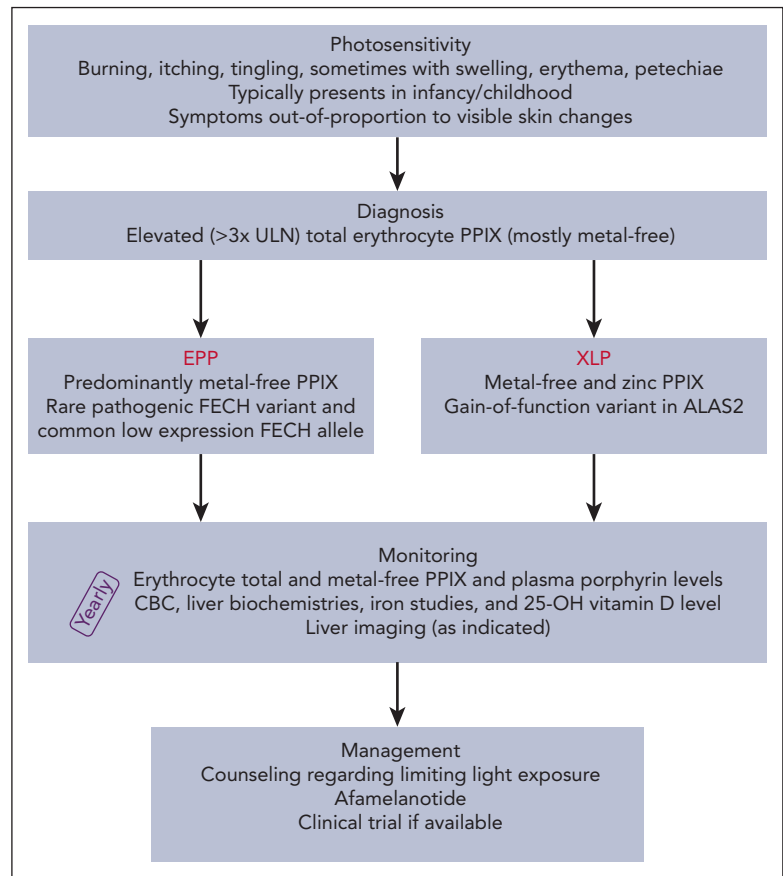 Photosensitivity
Burning, itching, tingling, sometimes with swelling, erythema, petechiae
Typically presents in infancy/childhood
Symptoms out-of-proportion to visible skin changes
Diagnosis
Elevated (>3x ULN) total erythrocyte PPIX (mostly metal-free)
EPP
Predominantly metal-free PPIX
Rare pathogenic FECH variant and
common low expression FECH allele
XLP
Metal-free and zinc PPIX
Gain-of-function variant in ALAS2
Yearly
Monitoring
Erythrocyte total and metal-free PPIX and plasma porphyrin levels
CBC, liver biochemistries, iron studies, and 25-OH vitamin D level
Liver imaging (as indicated)
Management
Counseling regarding limiting light exposure
Afamelanotide
Clinical trial if available